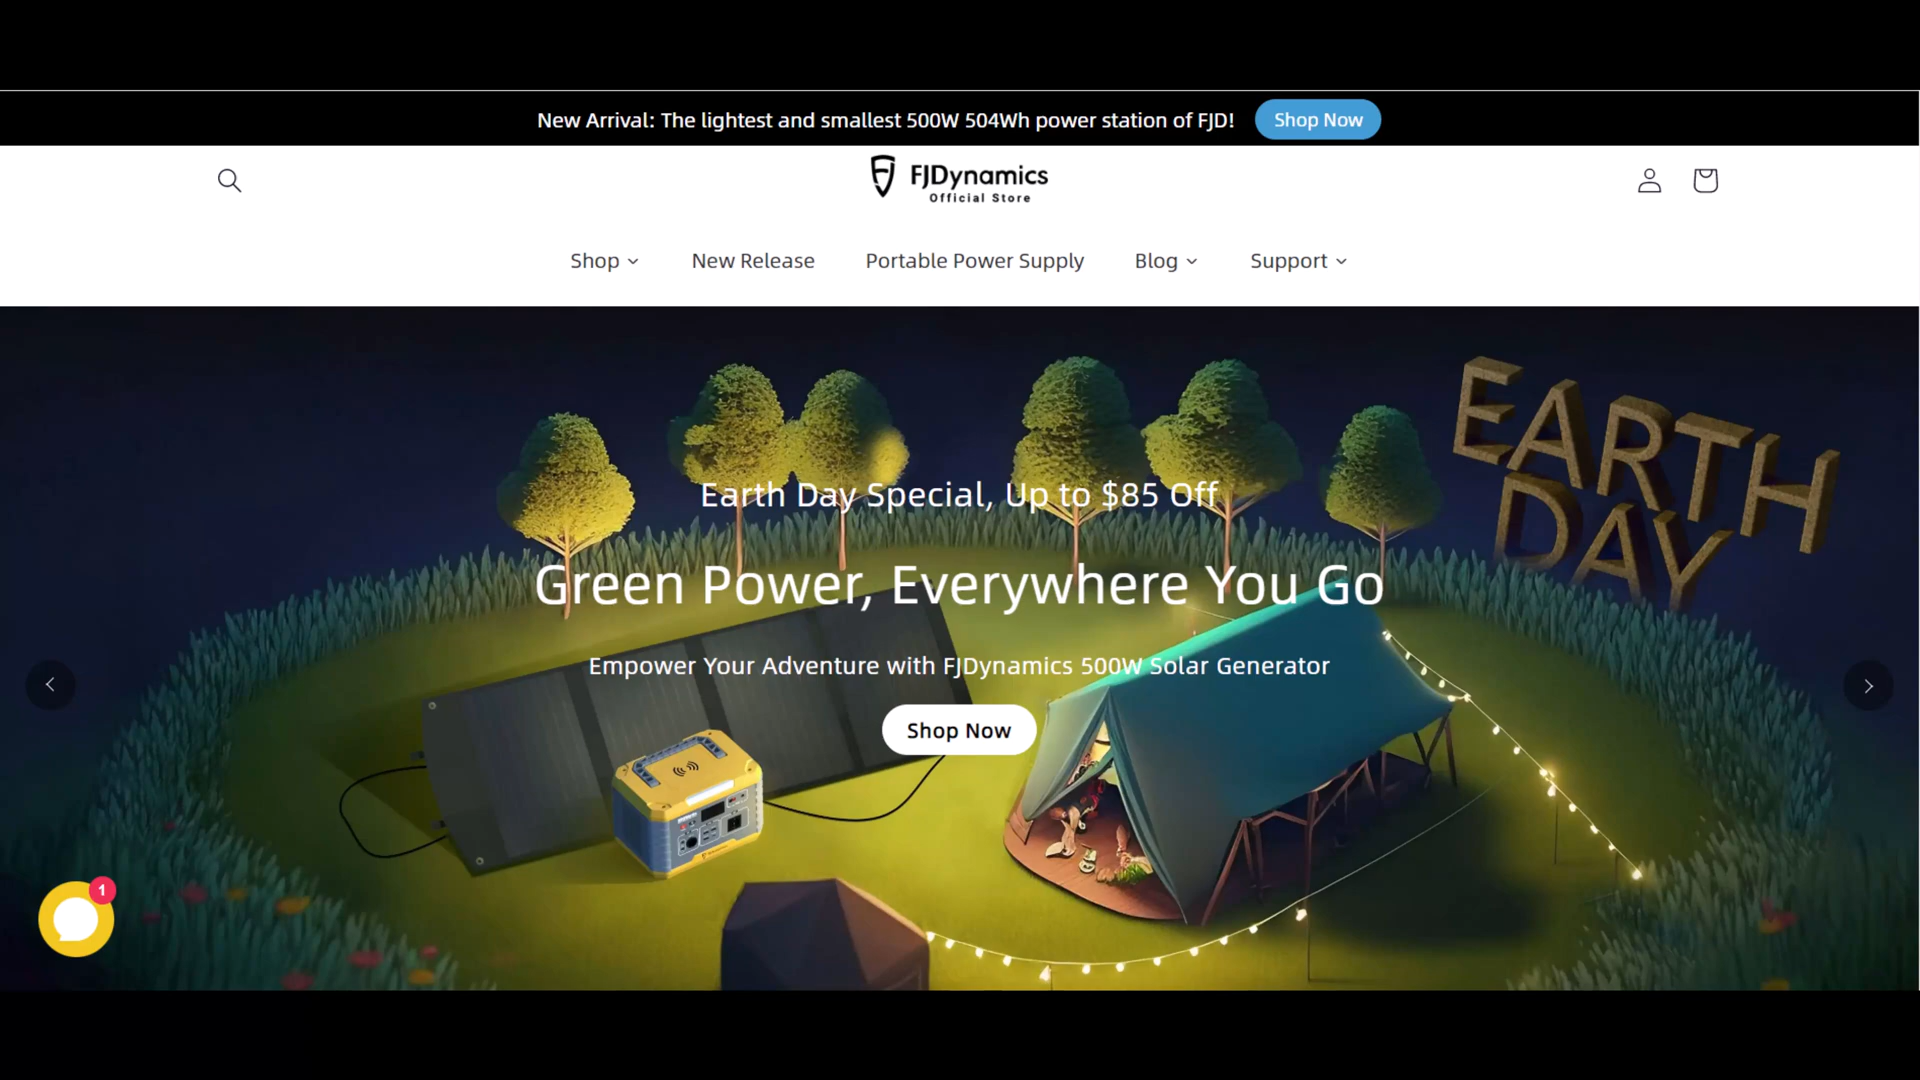 New Arrival: The lightest and smallest 500W 504Wh power station of FJD! Shop Now
FJDynamics
Official Store
Shop New Release Portable Power Supply Blog Support
EARTH
DAY
Earth Day Special, Up to $85 Off
Green Power, Everywhere You Go
Empower Your Adventure with FJDynamics 500W Solar Generator
Shop Now
1